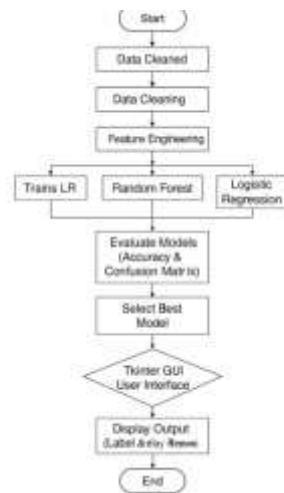 Start
Data Cleaned
Data Cleaning
Feature Engineering
Trains LR
Random Forest
Logistic
Regression
Evaluate Models
(Accuracy &
Confusion Matrix)
Select Best
Model
Tkinter GUI
User Interface
Display Output
(Label
End